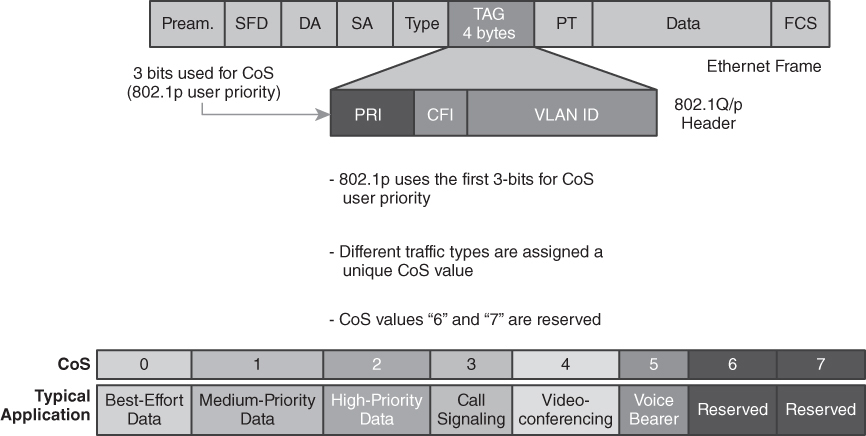 Pream. SFD DA SA Type TAG 4 bytes PT Data FCS
Ethernet Frame
3 bits used for CoS
(802.1p user priority)
PRI CFI VLAN ID
802.1Q/p
Header
- 802.1p uses the first 3-bits for CoS
user priority
- Different traffic types are assigned a
unique CoS value
- CoS values “6” and “7” are reserved
CoS 0 1 2 3 4 5 6 7
Typical Application
Best-Effort Data
Medium-Priority Data
High-Priority Data
Call Signaling
Video-conferencing
Voice Bearer
Reserved
Reserved